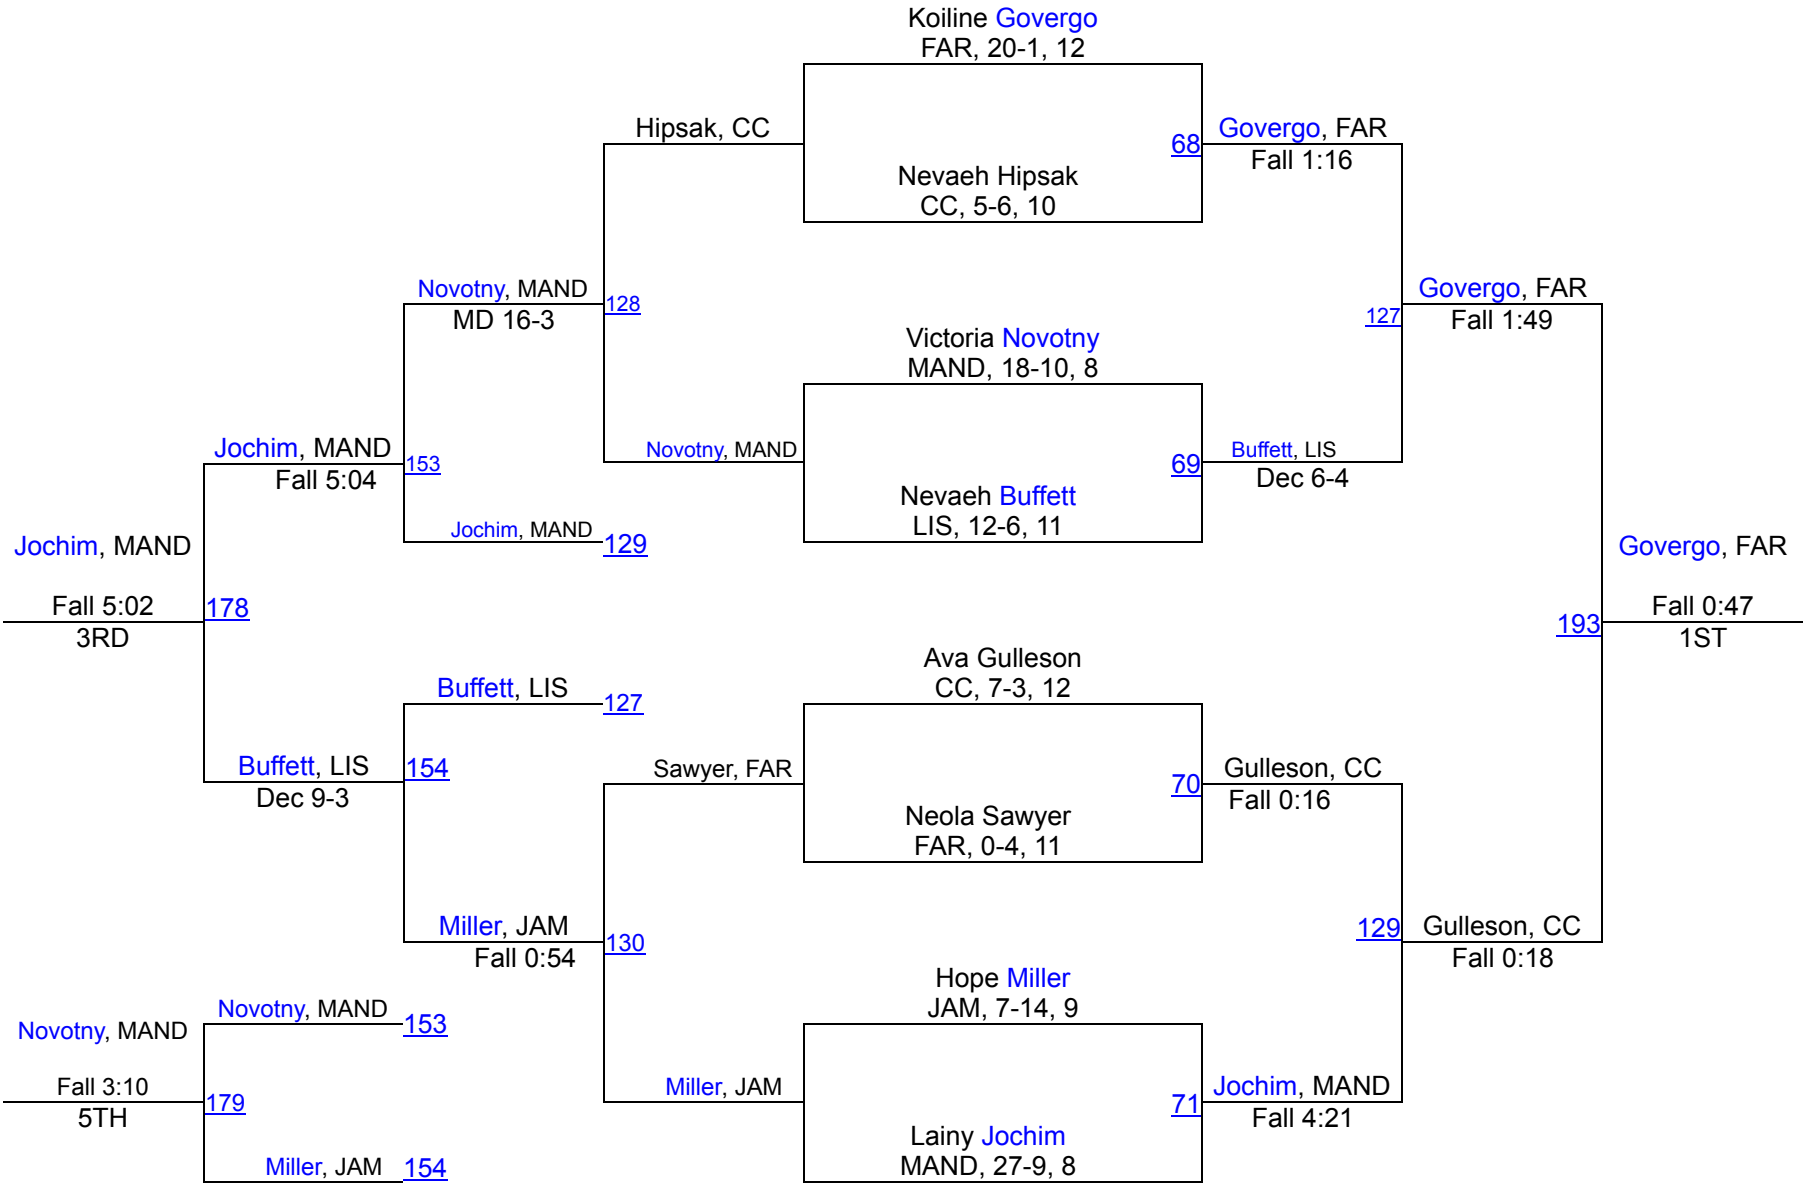 Koiline Govergo
FAR, 20-1, 12
Hipsak, CC
68
Govergo, FAR
Fall 1:16
Nevaeh Hipsak
CC, 5-6, 10
Novotny, MAND
MD 16-3
128
Govergo, FAR
Fall 1:49
127
Victoria Novotny
MAND, 18-10, 8
Jochim, MAND
Fall 5:04
153
Novotny, MAND
69
Buffett, LIS
Dec 6-4
Nevaeh Buffett
LIS, 12-6, 11
Jochim, MAND
129
Jochim, MAND
Fall 5:02
3RD
178
Govergo, FAR
Fall 0:47
1ST
193
Ava Gulleson
CC, 7-3, 12
Buffett, LIS
127
Buffett, LIS
Dec 9-3
154
Sawyer, FAR
70
Gulleson, CC
Fall 0:16
Neola Sawyer
FAR, 0-4, 11
Miller, JAM
Fall 0:54
130
129
Gulleson, CC
Fall 0:18
Hope Miller
JAM, 7-14, 9
Novotny, MAND
153
Novotny, MAND
Fall 3:10
5TH
179
Miller, JAM
71
Jochim, MAND
Fall 4:21
Lainy Jochim
MAND, 27-9, 8
Miller, JAM
154